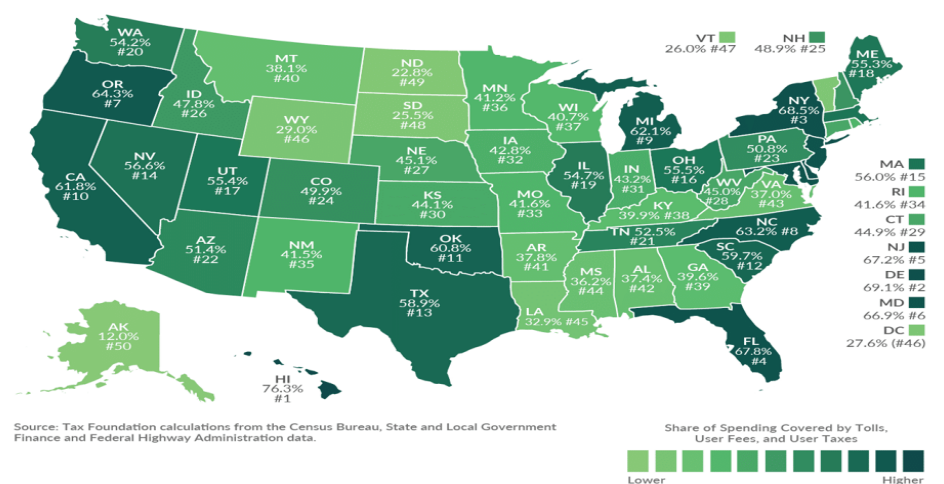 WA
54.2%
#20
VT
26.0% #47
NH
48.9% #25
ME
55.3%
#18
MT
38.1%
#40
ND
22.8%
#49
OR
64.3%
#7
MN
41.2%
#36
ID
47.8%
#26
SD
25.5%
#48
WI
40.7%
#37
NY
68.5%
#3
WY
29.0%
#46
MI
62.1%
#9
IA
42.8%
#32
PA
50.8%
#23
NE
45.1%
#27
NV
56.6%
#14
UT
55.4%
#17
IL
54.7%
#19
IN
43.2%
#31
OH
55.5%
#16
MA
56.0% #15
CA
61.8%
#10
CO
49.9%
#24
WV
45.0%
#28
VA
37.0%
#43
RI
41.6% #34
KS
44.1%
#30
MO
41.6%
#33
KY
39.9% #38
CT
44.9% #29
NC
63.2% #8
TN 52.5%
#21
NJ
67.2% #5
AZ
51.4%
#22
NM
41.5%
#35
OK
60.8%
#11
AR
37.8%
#41
SC
59.7%
#12
DE
69.1% #2
MS
36.2%
#44
AL
37.4%
#42
GA
39.6%
#39
MD
66.9% #6
TX
58.9%
#13
LA
32.9% #45
DC
27.6% (#46)
AK
12.0%
#50
FL
67.8%
#4
HI
76.3%
#1
Source: Tax Foundation calculations from the Census Bureau, State and Local Government
Finance and Federal Highway Administration data.
Share of Spending Covered by Tolls,
User Fees, and User Taxes
Lower
Higher